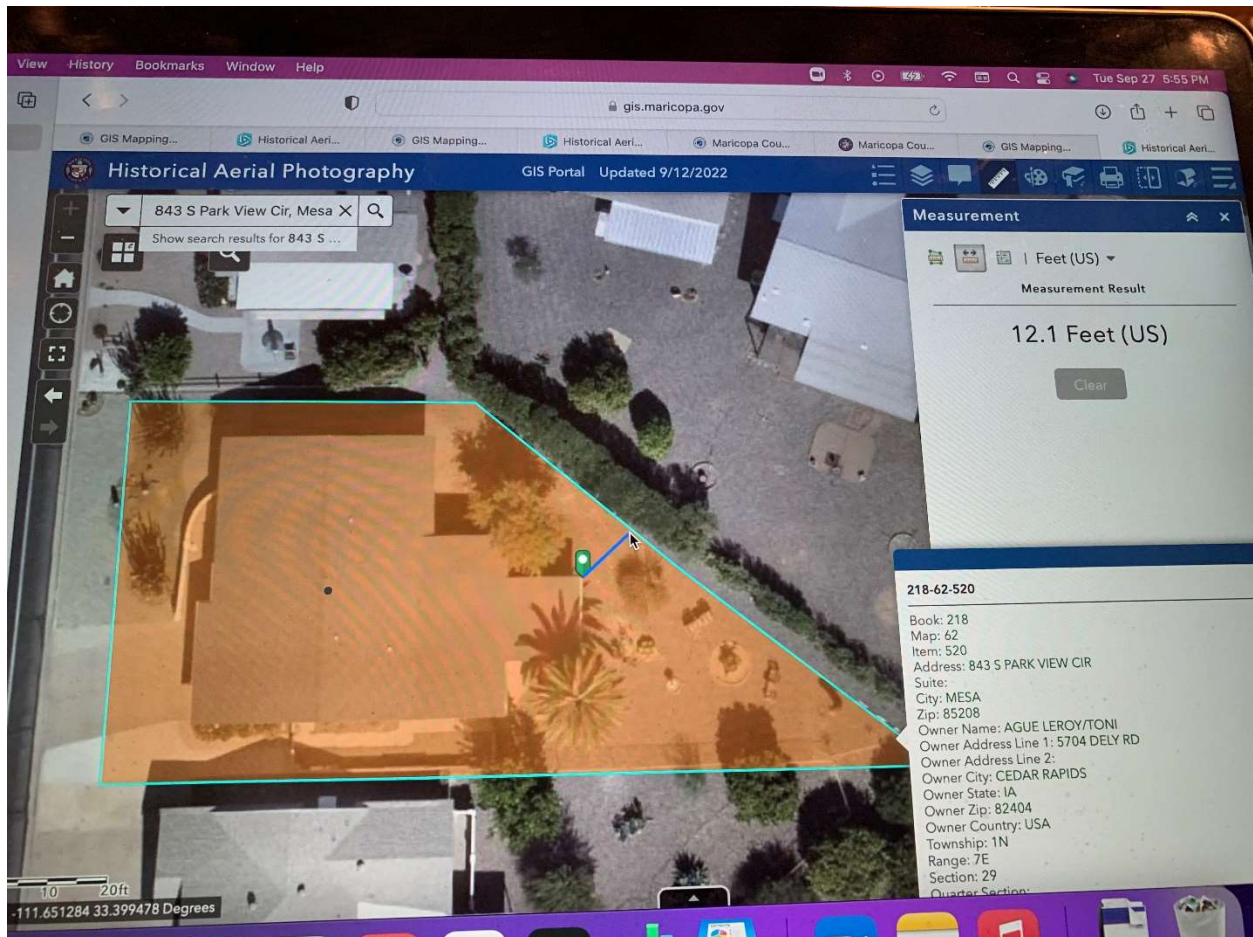 View History Bookmarks Window Help
Tue Sep 27 5:55 PM
gis.maricopa.gov
GIS Mapping... Historical Aeri... GIS Mapping... Historical Aeri... Maricopa Cou... Maricopa Cou... GIS Mapping... Historical Aeri...
Historical Aerial Photography GIS Portal Updated 9/12/2022
843 S Park View Cir, Mesa
Show search results for 843 S ...
Measurement
Feet (US)
Measurement Result
12.1 Feet (US)
Clear
218-62-520
Book: 218
Map: 62
Item: 520
Address: 843 S PARK VIEW CIR
Suite:
City: MESA
Zip: 85208
Owner Name: AGUE LEROY/TONI
Owner Address Line 1: 5704 DELY RD
Owner Address Line 2:
Owner City: CEDAR RAPIDS
Owner State: IA
Owner Zip: 82404
Owner Country: USA
Township: 1N
Range: 7E
Section: 29
Quarter Section:
10 20ft
-111.651284 33.399478 Degrees